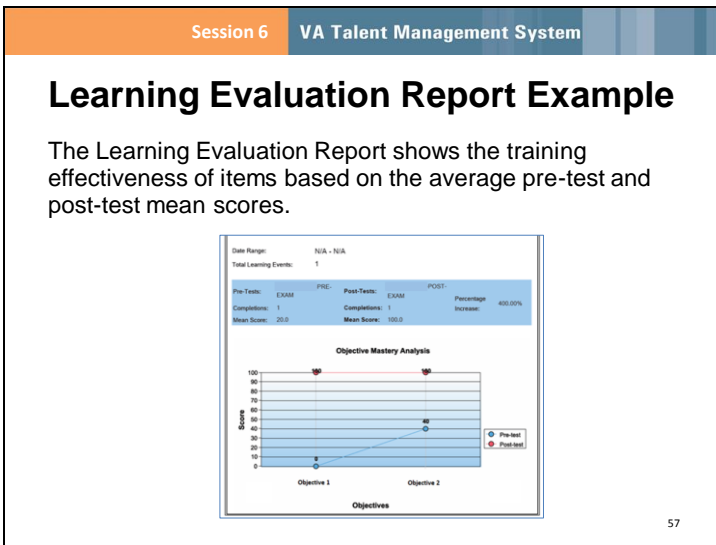 Session 6 VA Talent Management System
Learning Evaluation Report Example
The Learning Evaluation Report shows the training
effectiveness of items based on the average pre-test and
post-test mean scores.
Date Range: N/A - N/A
Total Learning Events: 1
Pre-Tests: PRE-EXAM Post-Tests: POST-EXAM Percentage Increase: 400.00%
Completions: 1 Completions: 1
Mean Score: 20.0 Mean Score: 100.0
Objective Mastery Analysis
100
90
80
70
60
50
40
30
20
10
0
Score
100 100
40
0
Pre-test
Post-test
Objective 1 Objective 2
Objectives
57